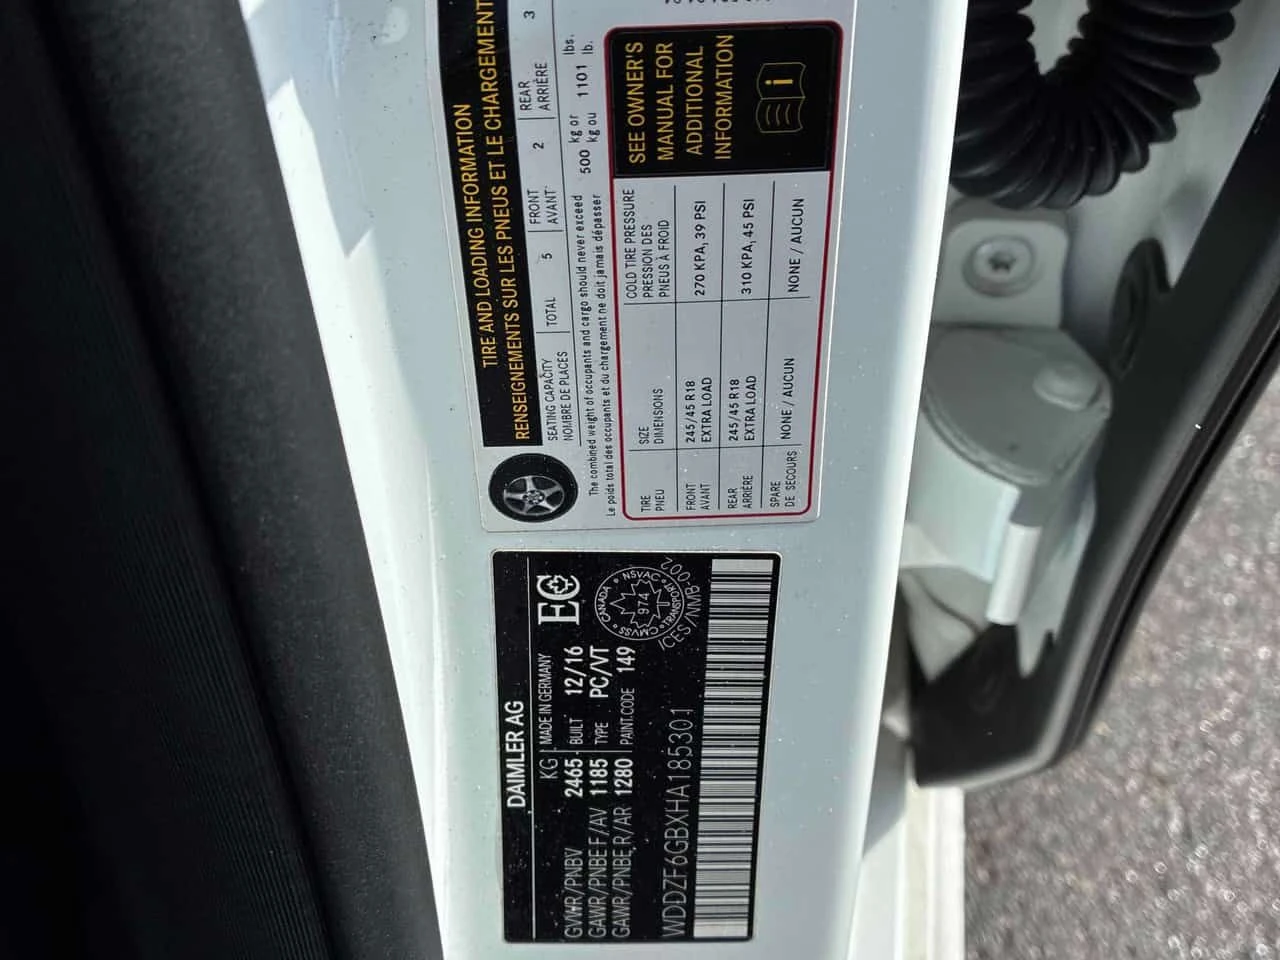 TIRE AND LOADING INFORMATION
RENSEIGNEMENTS SUR LES PNEUS ET LE CHARGEMENT
SEATING CAPACITY TOTAL 5 FRONT 2 REAR 3
NOMBRE DE PLACES AVANT ARRIÈRE
The combined weight of occupants and cargo should never exceed 500 kg or 1101 lbs.
Le poids total des occupants et du chargement ne doit jamais dépasser kg ou lb.
TIRE SIZE COLD TIRE PRESSURE
PNEU DIMENSIONS PRESSION DES
PNEUS À FROID
FRONT 245/45 R18 270 KPA, 39 PSI
AVANT EXTRA LOAD
REAR 245/45 R18 310 KPA, 45 PSI
ARRIÈRE EXTRA LOAD
SPARE NONE / AUCUN NONE / AUCUN
DE SECOURS
SEE OWNER'S
MANUAL FOR
ADDITIONAL
INFORMATION
i
DAIMLER AG
KG MADE IN GERMANY
GVWR/PNBV 2465 BUILT 12/16
GAWR/PNBE F/AV 1185 TYPE PC/VT
GAWR/PNBE R/AR 1280 PAINT.CODE 149
EC
CANADA NSVAC
974
CMVSS TRANSPORT
ICES/NMB-002
WDDZF6GBXHA185301